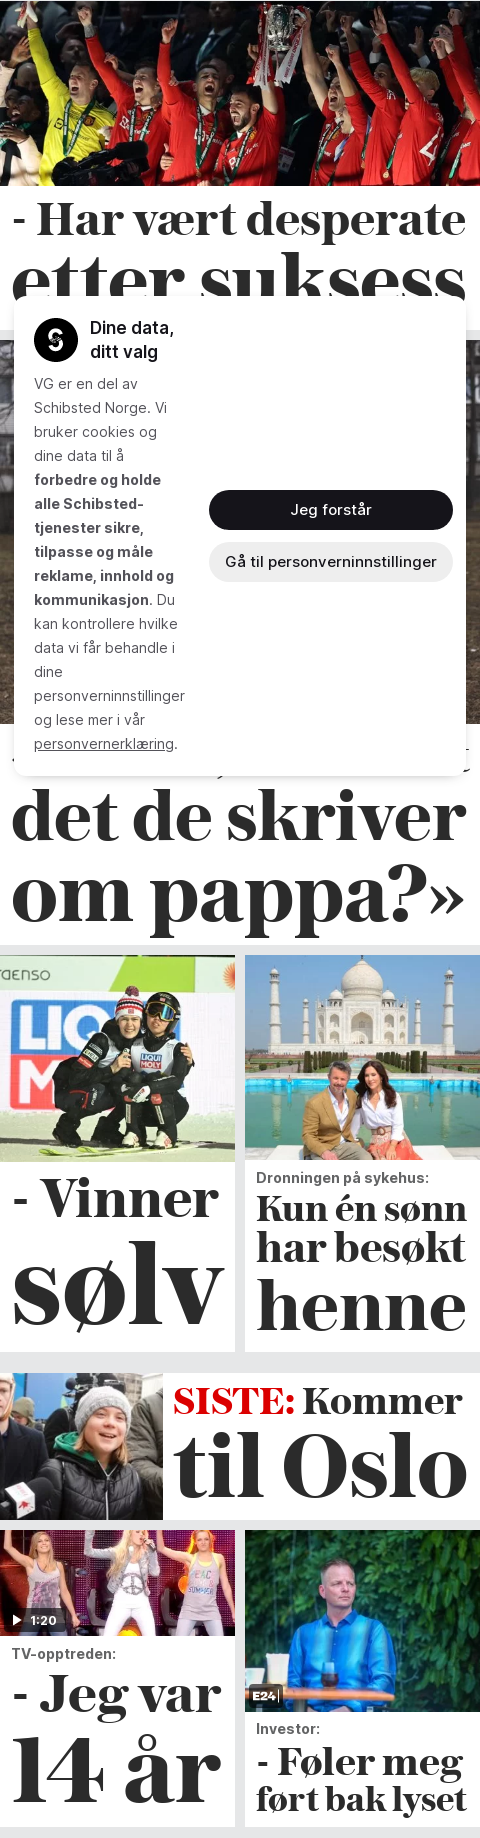 - Har vært desperate
etter suksess
Dine data,
ditt valg
VG er en del av
Schibsted Norge. Vi
bruker cookies og
dine data til å
forbedre og holde
alle Schibsted-
tjenester sikre,
tilpasse og måle
reklame, innhold og
kommunikasjon. Du
kan kontrollere hvilke
data vi får behandle i
dine
personverninnstillinger
og lese mer i vår
personvernerklæring.
Jeg forstår
Gå til personverninnstillinger
det de skriver
om pappa?»
LIQUI
MOLY
- Vinner
sølv
Dronningen på sykehus:
Kun én sønn
har besøkt
henne
SISTE: Kommer
til Oslo
1:20
TV-opptreden:
- Jeg var
14 år
E24
Investor:
- Føler meg
ført bak lyset